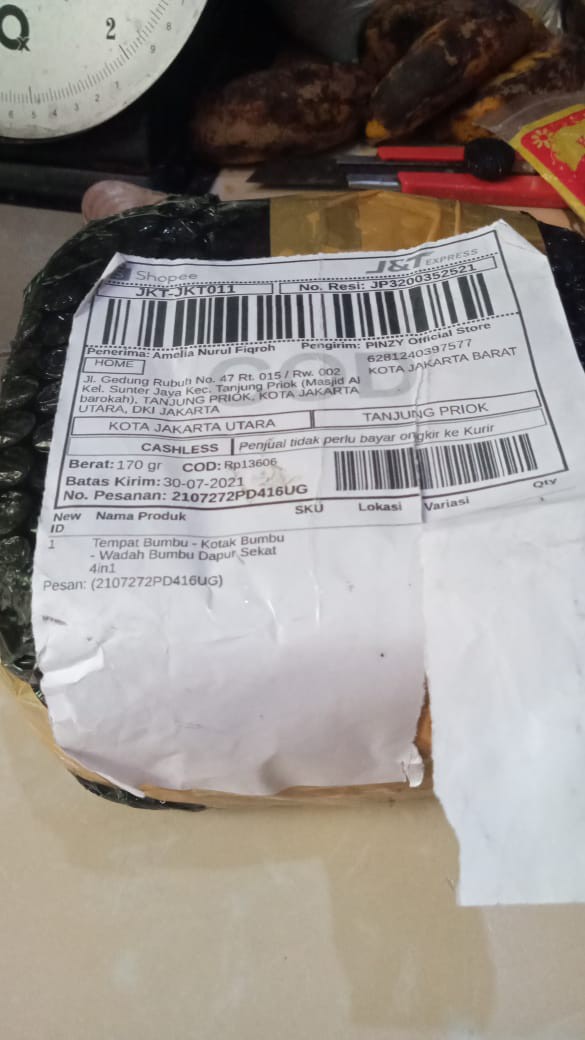 2
Shopee
J&T EXPRESS
JKT-JKT011
No. Resi: JP3200352521
Penerima: Amelia Nurul Fiqroh
Pengirim: PINZY Official Store
HOME
6281240397577
KOTA JAKARTA BARAT
Jl. Gedung Rubuh No. 47 Rt. 015 / Rw. 002
Kel. Sunter Jaya Kec. Tanjung Priok (Masjid Al
barokah), TANJUNG PRIOK, KOTA JAKARTA
UTARA, DKI JAKARTA
COD
KOTA JAKARTA UTARA
TANJUNG PRIOK
CASHLESS
Penjual tidak perlu bayar ongkir ke Kurir
Berat: 170 gr COD: Rp13606
Batas Kirim: 30-07-2021
No. Pesanan: 2107272PD416UG
New ID Nama Produk SKU Lokasi Variasi Qty
1 Tempat Bumbu - Kotak Bumbu
- Wadah Bumbu Dapur Sekat
4in1
Pesan: (2107272PD416UG)